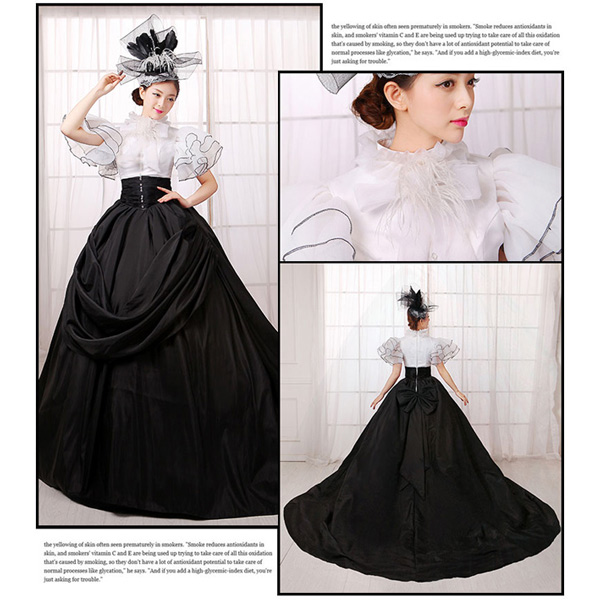 the yellowing of skin often seen prematurely in smokers. "Smoke reduces antioxidants in
skin, and smokers' vitamin C and E are being used up trying to take care of all this oxidation
that's caused by smoking, so they don't have a lot of antioxidant potential to take care of
normal processes like glycation," he says. "And if you add a high-glycemic-index diet, you're
just asking for trouble."
the yellowing of skin often seen prematurely in smokers. "Smoke reduces antioxidants in
skin, and smokers' vitamin C and E are being used up trying to take care of all this oxidation
that's caused by smoking, so they don't have a lot of antioxidant potential to take care of
normal processes like glycation," he says. "And if you add a high-glycemic-index diet, you're
just asking for trouble."